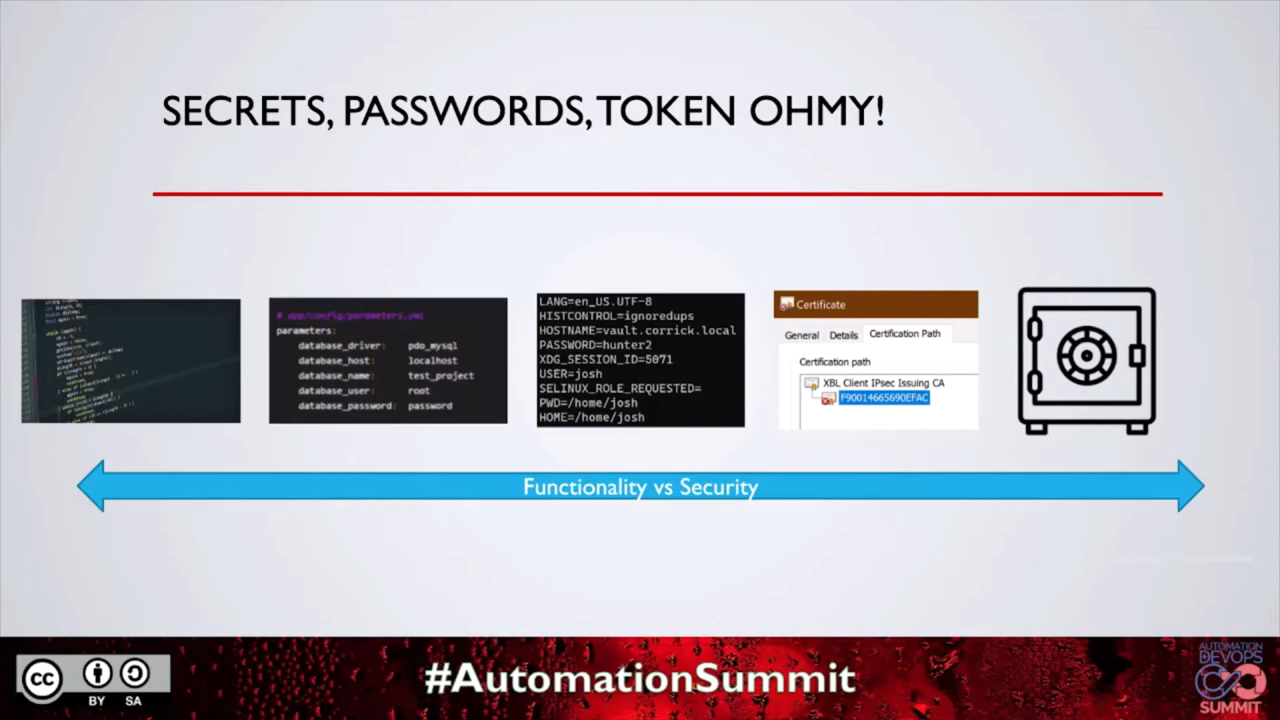 SECRETS, PASSWORDS, TOKEN OHMY!
# app/config/parameters.yml
parameters:
database_driver: pdo_mysql
database_host: localhost
database_name: test_project
database_user: root
database_password: password
LANG=en_US.UTF-8
HISTCONTROL=ignoredups
HOSTNAME=vault.corrick.local
PASSWORD=hunter2
XDG_SESSION_ID=5071
USER=josh
SELINUX_ROLE_REQUESTED=
PWD=/home/josh
HOME=/home/josh
Certificate
General Details Certification Path
Certification path
XBL Client IPsec Issuing CA
F90014665690EFAC
Functionality vs Security
cc
BY SA
#AutomationSummit
AUTOMATION
DEVOPS
SUMMIT